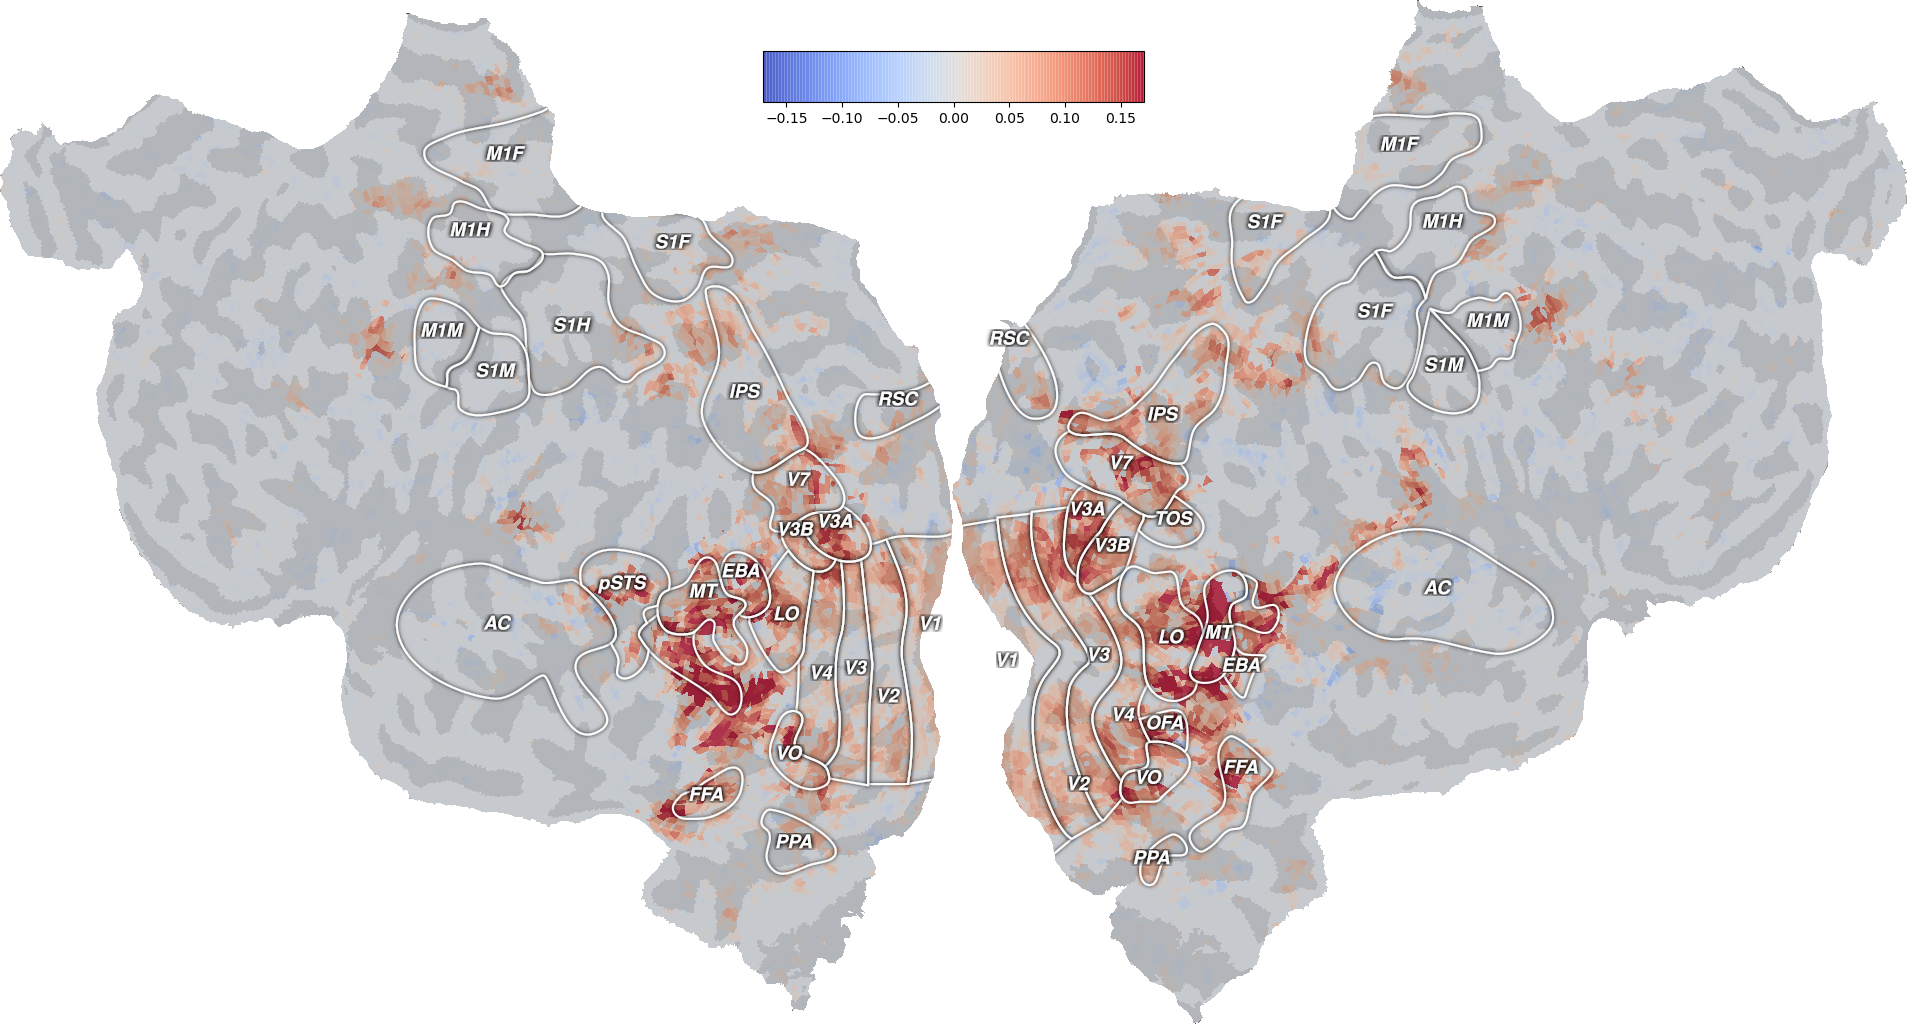 −0.15 −0.10 −0.05 0.00 0.05 0.10 0.15
M1F
M1H
S1F
M1M
S1H
S1M
IPS
RSC
V7
V3B
V3A
pSTS
MT
EBA
AC
LO
V1
V4
V3
V2
VO
FFA
PPA
M1F
S1F
M1H
RSC
S1F
M1M
S1M
IPS
V7
V3A
TOS
V3B
AC
LO
MT
V1
V3
EBA
V4
OFA
V2
VO
FFA
PPA